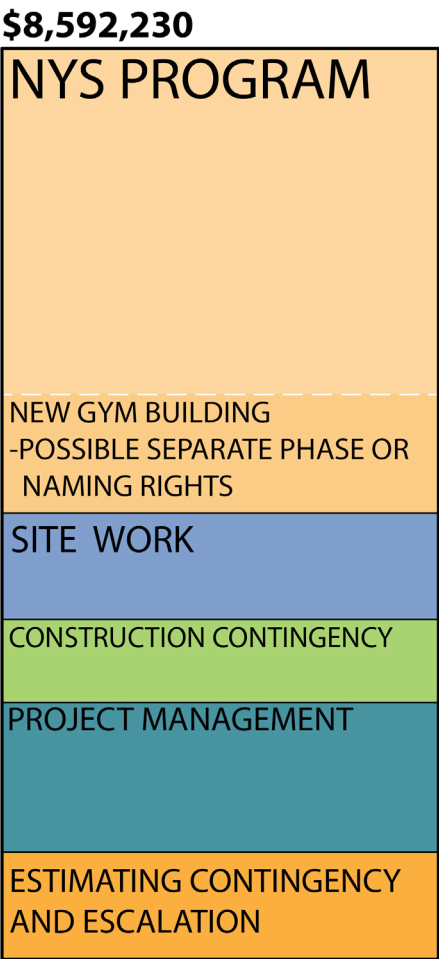 $8,592,230
NYS PROGRAM
NEW GYM BUILDING
-POSSIBLE SEPARATE PHASE OR
NAMING RIGHTS
SITE WORK
CONSTRUCTION CONTINGENCY
PROJECT MANAGEMENT
ESTIMATING CONTINGENCY
AND ESCALATION